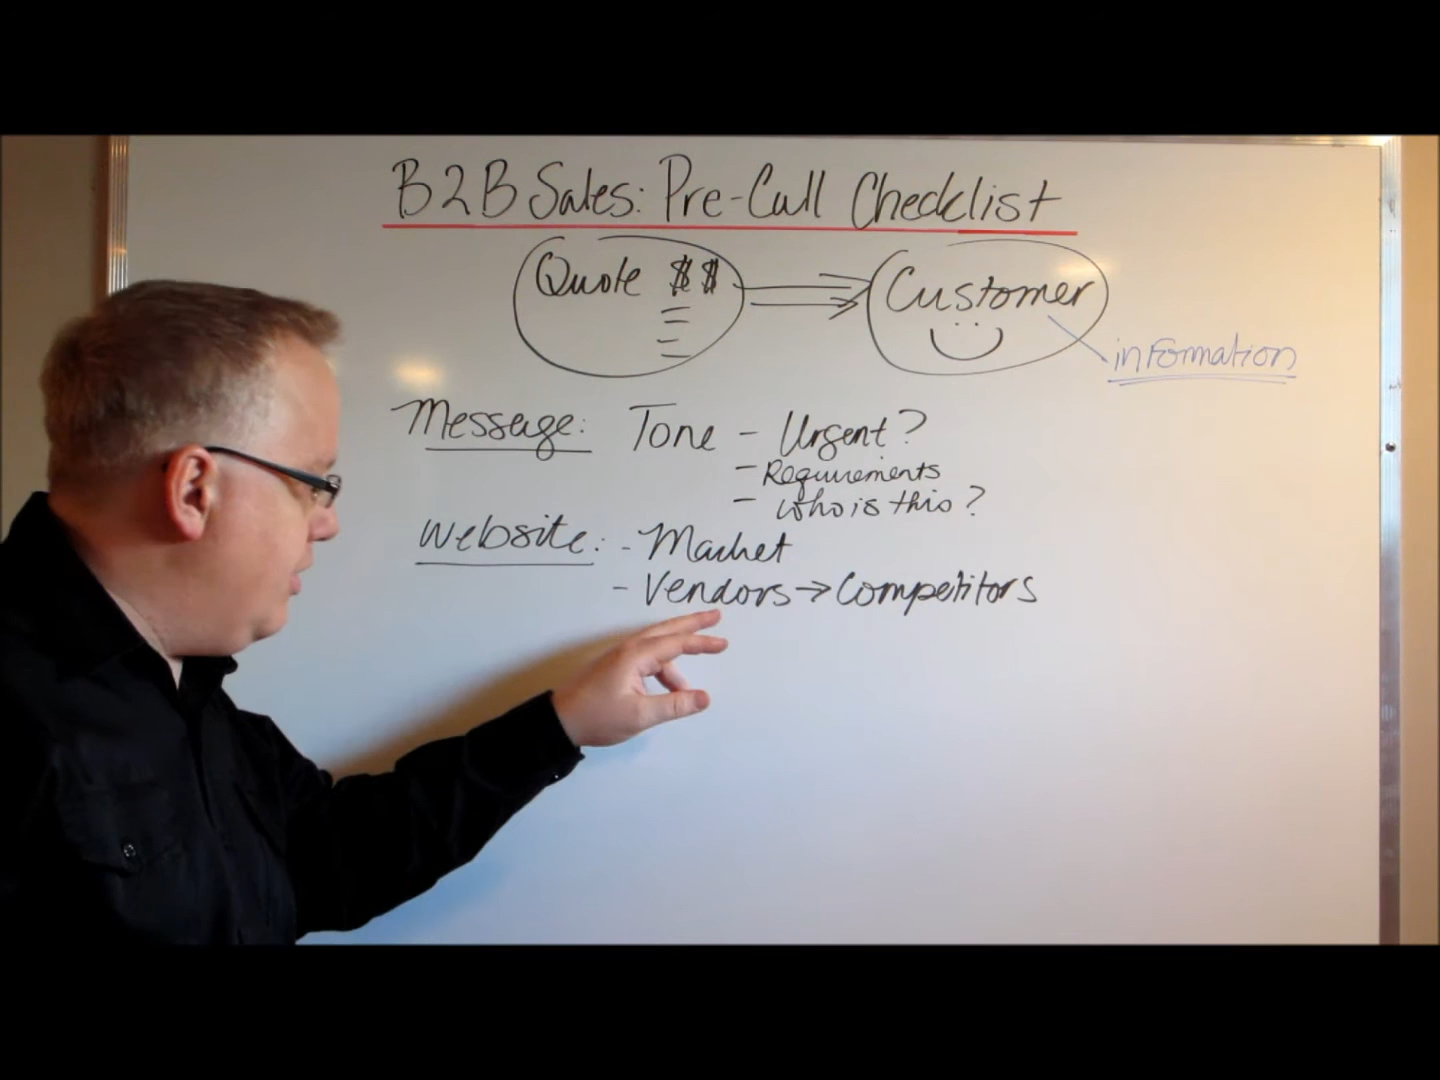 B2B Sales: Pre-Call Checklist
Quote $$
Customer
information
Message: Tone - Urgent?
- Requirements
- who is this?
Website: - Market
- Vendors → Competitors